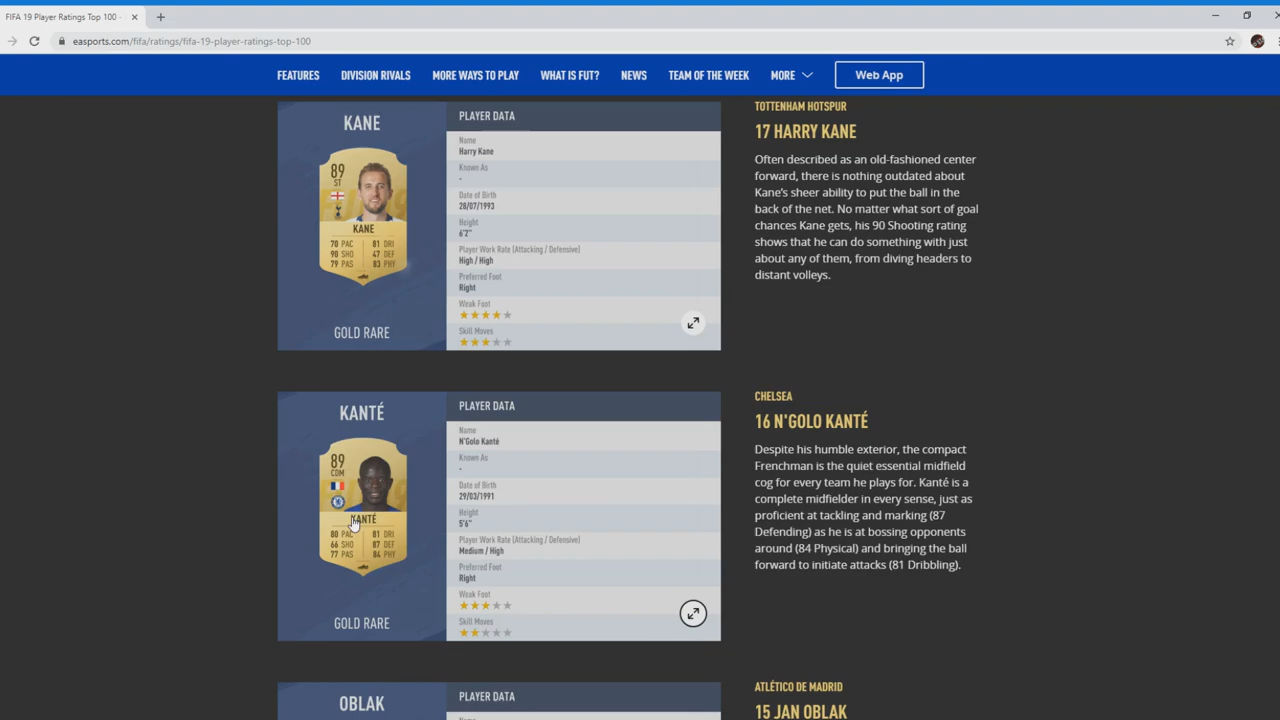 FIFA 19 Player Ratings Top 100 -
easports.com/fifa/ratings/fifa-19-player-ratings-top-100
FEATURES DIVISION RIVALS MORE WAYS TO PLAY WHAT IS FUT? NEWS TEAM OF THE WEEK MORE Web App
KANE
89
ST
KANE
70 PAC 81 DRI
90 SHO 47 DEF
79 PAS 83 PHY
GOLD RARE
PLAYER DATA
Name
Harry Kane
Known As
-
Date of Birth
28/07/1993
Height
6'2"
Player Work Rate (Attacking / Defensive)
High / High
Preferred Foot
Right
Weak Foot
Skill Moves
TOTTENHAM HOTSPUR
17 HARRY KANE
Often described as an old-fashioned center
forward, there is nothing outdated about
Kane's sheer ability to put the ball in the
back of the net. No matter what sort of goal
chances Kane gets, his 90 Shooting rating
shows that he can do something with just
about any of them, from diving headers to
distant volleys.
KANTÉ
89
CDM
KANTÉ
80 PAC 81 DRI
66 SHO 87 DEF
77 PAS 84 PHY
GOLD RARE
PLAYER DATA
Name
N'Golo Kanté
Known As
-
Date of Birth
29/03/1991
Height
5'6"
Player Work Rate (Attacking / Defensive)
Medium / High
Preferred Foot
Right
Weak Foot
Skill Moves
CHELSEA
16 N'GOLO KANTÉ
Despite his humble exterior, the compact
Frenchman is the quiet essential midfield
cog for every team he plays for. Kanté is a
complete midfielder in every sense, just as
proficient at tackling and marking (87
Defending) as he is at bossing opponents
around (84 Physical) and bringing the ball
forward to initiate attacks (81 Dribbling).
OBLAK
PLAYER DATA
ATLÉTICO DE MADRID
15 JAN OBLAK